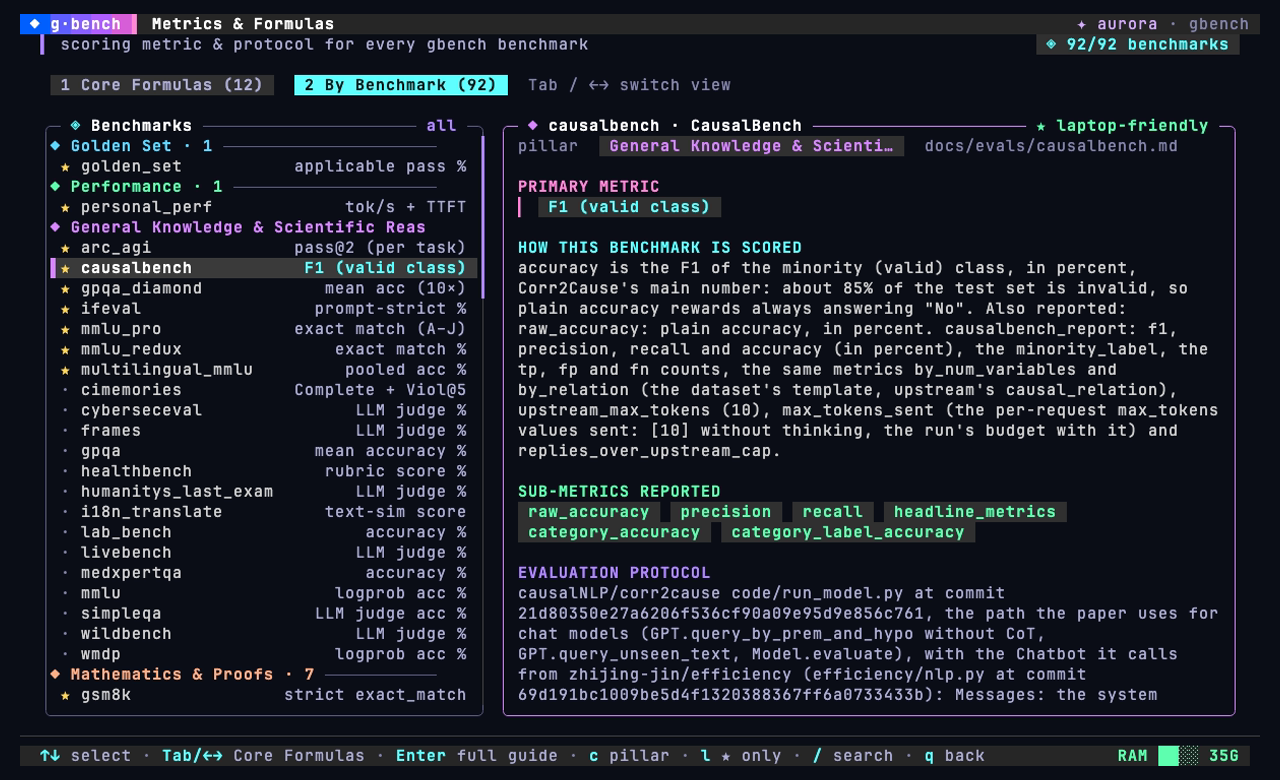 ◆ g·bench Metrics & Formulas ✦ aurora · gbench
scoring metric & protocol for every gbench benchmark ◈ 92/92 benchmarks
1 Core Formulas (12) 2 By Benchmark (92) Tab / ↔ switch view
◈ Benchmarks all
◆ Golden Set · 1
★ golden_set applicable pass %
◆ Performance · 1
★ personal_perf tok/s + TTFT
◆ General Knowledge & Scientific Reas
★ arc_agi pass@2 (per task)
★ causalbench F1 (valid class)
★ gpqa_diamond mean acc (10×)
★ ifeval prompt-strict %
★ mmlu_pro exact match (A–J)
★ mmlu_redux exact match %
★ multilingual_mmlu pooled acc %
· cimemories Complete + Viol@5
· cyberseceval LLM judge %
· frames LLM judge %
· gpqa mean accuracy %
· healthbench rubric score %
· humanitys_last_exam LLM judge %
· i18n_translate text-sim score
· lab_bench accuracy %
· livebench LLM judge %
· medxpertqa accuracy %
· mmlu logprob acc %
· simpleqa LLM judge acc %
· wildbench LLM judge %
· wmdp logprob acc %
◆ Mathematics & Proofs · 7
★ gsm8k strict exact_match
◆ causalbench · CausalBench ★ laptop-friendly
pillar General Knowledge & Scienti… docs/evals/causalbench.md
PRIMARY METRIC
F1 (valid class)
HOW THIS BENCHMARK IS SCORED
accuracy is the F1 of the minority (valid) class, in percent,
Corr2Cause's main number: about 85% of the test set is invalid, so
plain accuracy rewards always answering "No". Also reported:
raw_accuracy: plain accuracy, in percent. causalbench_report: f1,
precision, recall and accuracy (in percent), the minority_label, the
tp, fp and fn counts, the same metrics by_num_variables and
by_relation (the dataset's template, upstream's causal_relation),
upstream_max_tokens (10), max_tokens_sent (the per-request max_tokens
values sent: [10] without thinking, the run's budget with it) and
replies_over_upstream_cap.
SUB-METRICS REPORTED
raw_accuracy precision recall headline_metrics
category_accuracy category_label_accuracy
EVALUATION PROTOCOL
causalNLP/corr2cause code/run_model.py at commit
21d80350e27a6206f536cf90a09e95d9e856c761, the path the paper uses for
chat models (GPT.query_by_prem_and_hypo without CoT,
GPT.query_unseen_text, Model.evaluate), with the Chatbot it calls
from zhijing-jin/efficiency (efficiency/nlp.py at commit
69d191bc1009be5d4f1320388367ff6a0733433b): Messages: the system
↑↓ select · Tab/↔ Core Formulas · Enter full guide · c pillar · l ★ only · / search · q back RAM 35G